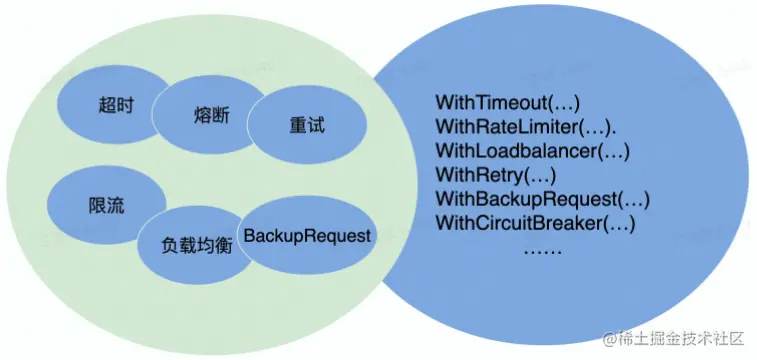 超时
熔断
重试
限流
负载均衡
BackupRequest
WithTimeout(...)
WithRateLimiter(...).
WithLoadbalancer(...)
WithRetry(...)
WithBackupRequest(...)
WithCircuitBreaker(...)
......
@稀土掘金技术社区